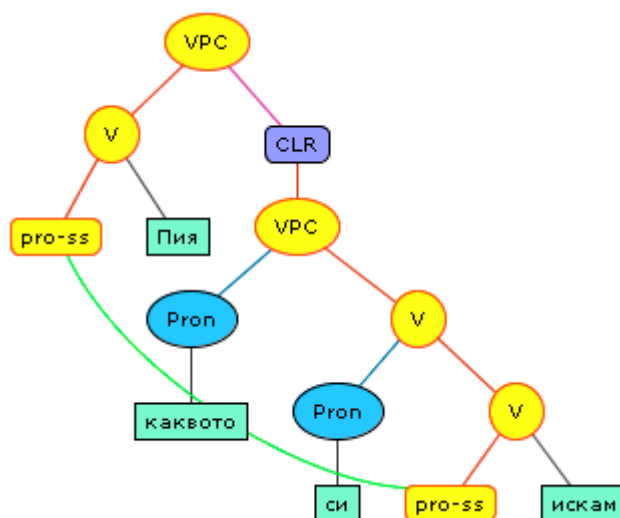 VPC
V
CLR
pro-ss
Пия
VPC
Pron
V
каквото
Pron
V
си
pro-ss
искам